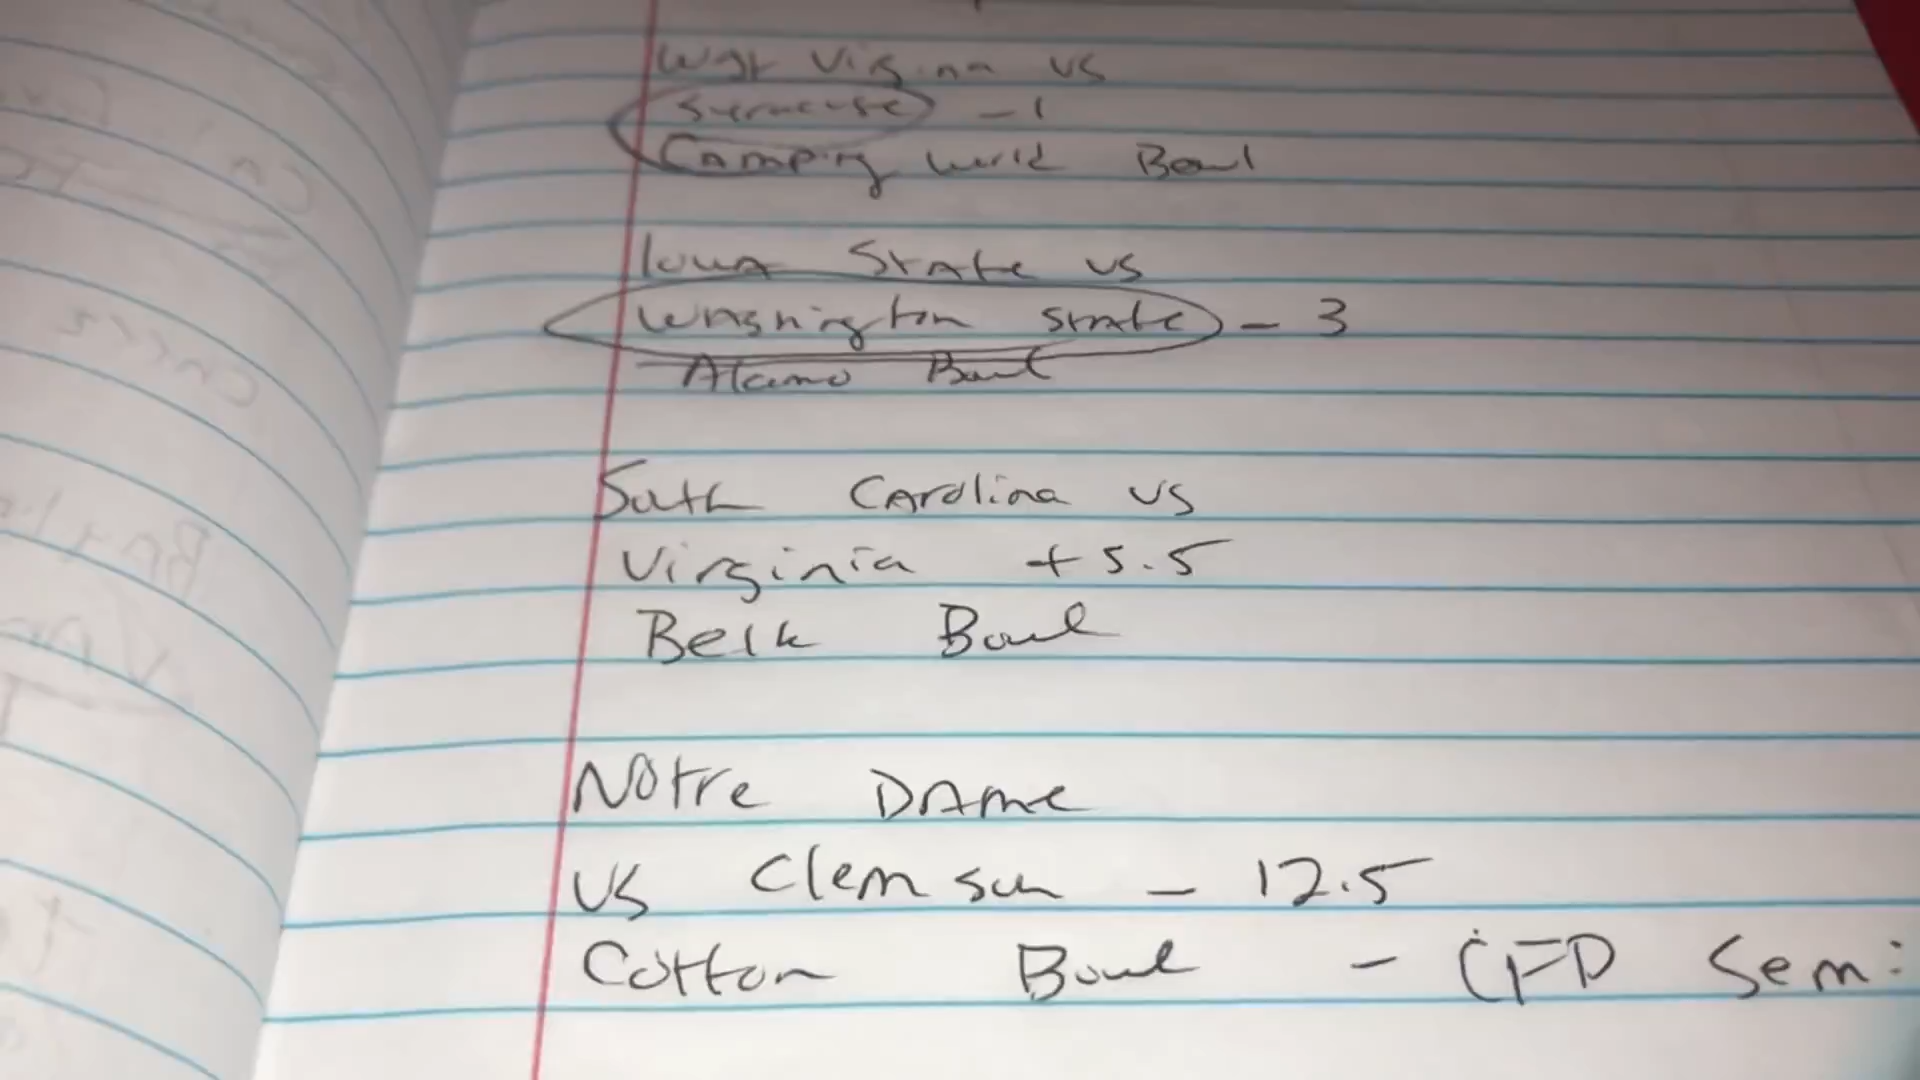 West Virginia vs
Syracuse -1
Camping World Bowl
Iowa State vs
Washington State - 3
Alamo Bowl
South Carolina vs
Virginia +5.5
Belk Bowl
Notre Dame
vs Clemson - 12.5
Cotton Bowl - CFP Semi